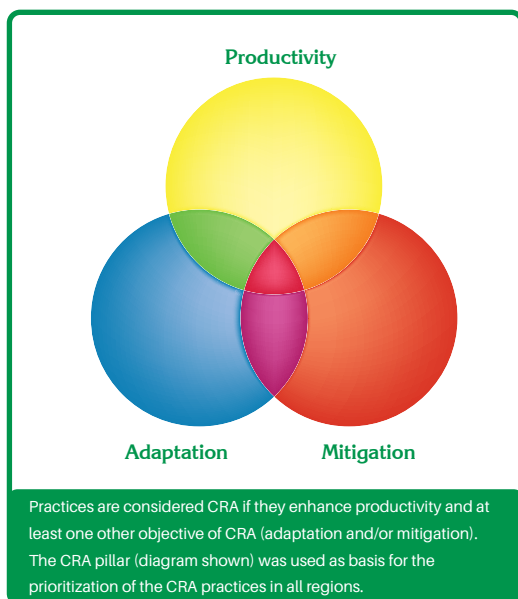 Productivity
Adaptation
Mitigation
Practices are considered CRA if they enhance productivity and at
least one other objective of CRA (adaptation and/or mitigation).
The CRA pillar (diagram shown) was used as basis for the
prioritization of the CRA practices in all regions.